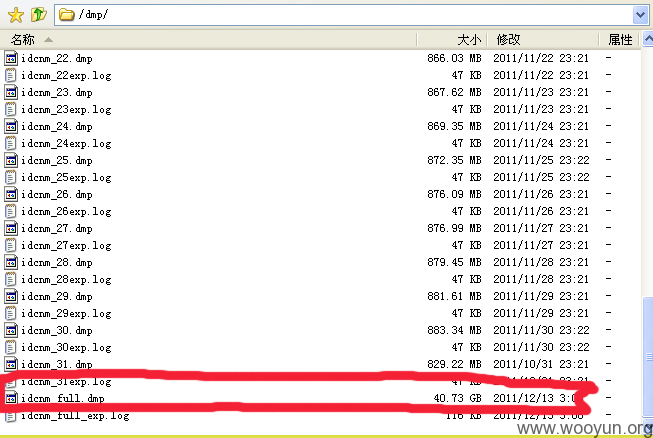 /dmp/
名称 大小 修改 属性
idcnm_22.dmp 866.03 MB 2011/11/22 23:21 -
idcnm_22exp.log 47 KB 2011/11/22 23:21 -
idcnm_23.dmp 867.62 MB 2011/11/23 23:21 -
idcnm_23exp.log 47 KB 2011/11/23 23:21 -
idcnm_24.dmp 869.35 MB 2011/11/24 23:21 -
idcnm_24exp.log 47 KB 2011/11/24 23:21 -
idcnm_25.dmp 872.35 MB 2011/11/25 23:22 -
idcnm_25exp.log 47 KB 2011/11/25 23:22 -
idcnm_26.dmp 876.09 MB 2011/11/26 23:21 -
idcnm_26exp.log 47 KB 2011/11/26 23:21 -
idcnm_27.dmp 876.99 MB 2011/11/27 23:21 -
idcnm_27exp.log 47 KB 2011/11/27 23:21 -
idcnm_28.dmp 879.45 MB 2011/11/28 23:21 -
idcnm_28exp.log 47 KB 2011/11/28 23:21 -
idcnm_29.dmp 881.61 MB 2011/11/29 23:21 -
idcnm_29exp.log 47 KB 2011/11/29 23:21 -
idcnm_30.dmp 883.34 MB 2011/11/30 23:22 -
idcnm_30exp.log 47 KB 2011/11/30 23:22 -
idcnm_31.dmp 829.22 MB 2011/10/31 23:21 -
idcnm_31exp.log 47 KB 23:21 -
idcnm_full.dmp 40.73 GB 2011/12/13 -
idcnm_full_exp.log 116 KB 2011/12/13 -
www.wooyun.org